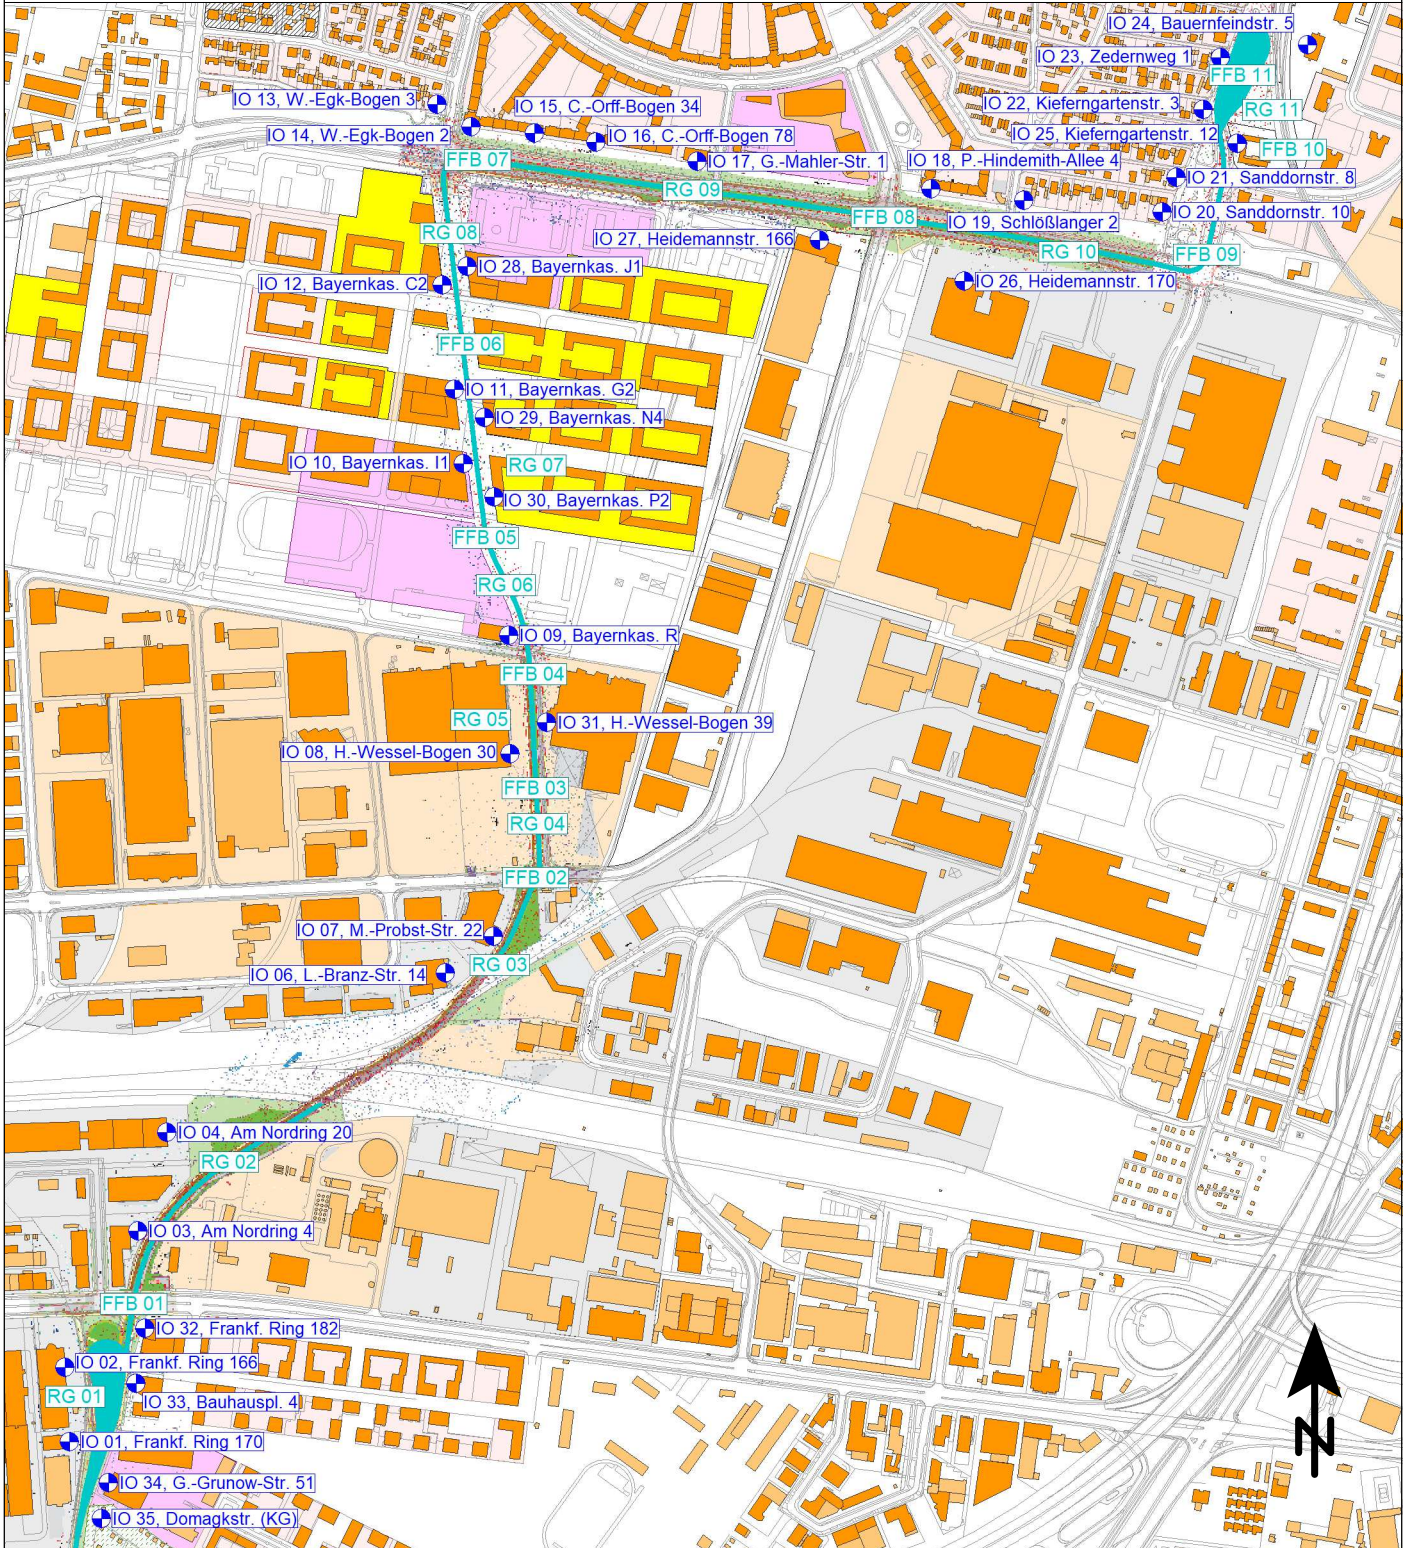 IO 24, Bauernfeindstr. 5
IO 23, Zedernweg 1
FFB 11
IO 13, W.-Egk-Bogen 3
IO 15, C.-Orff-Bogen 34
IO 22, Kieferngartenstr. 3
RG 11
IO 14, W.-Egk-Bogen 2
IO 16, C.-Orff-Bogen 78
IO 25, Kieferngartenstr. 12
FFB 10
FFB 07
IO 17, G.-Mahler-Str. 1
IO 18, P.-Hindemith-Allee 4
IO 21, Sanddornstr. 8
RG 09
FFB 08
IO 20, Sanddornstr. 10
IO 19, Schlößlanger 2
RG 08
IO 27, Heidemannstr. 166
RG 10
FFB 09
IO 28, Bayernkas. J1
IO 12, Bayernkas. C2
IO 26, Heidemannstr. 170
FFB 06
IO 11, Bayernkas. G2
IO 29, Bayernkas. N4
IO 10, Bayernkas. I1
RG 07
IO 30, Bayernkas. P2
FFB 05
RG 06
IO 09, Bayernkas. R
FFB 04
RG 05
IO 31, H.-Wessel-Bogen 39
IO 08, H.-Wessel-Bogen 30
FFB 03
RG 04
FFB 02
IO 07, M.-Probst-Str. 22
RG 03
IO 06, L.-Branz-Str. 14
IO 04, Am Nordring 20
RG 02
IO 03, Am Nordring 4
FFB 01
IO 32, Frankf. Ring 182
IO 02, Frankf. Ring 166
RG 01
IO 33, Bauhauspl. 4
IO 01, Frankf. Ring 170
N
IO 34, G.-Grunow-Str. 51
IO 35, Domagkstr. (KG)